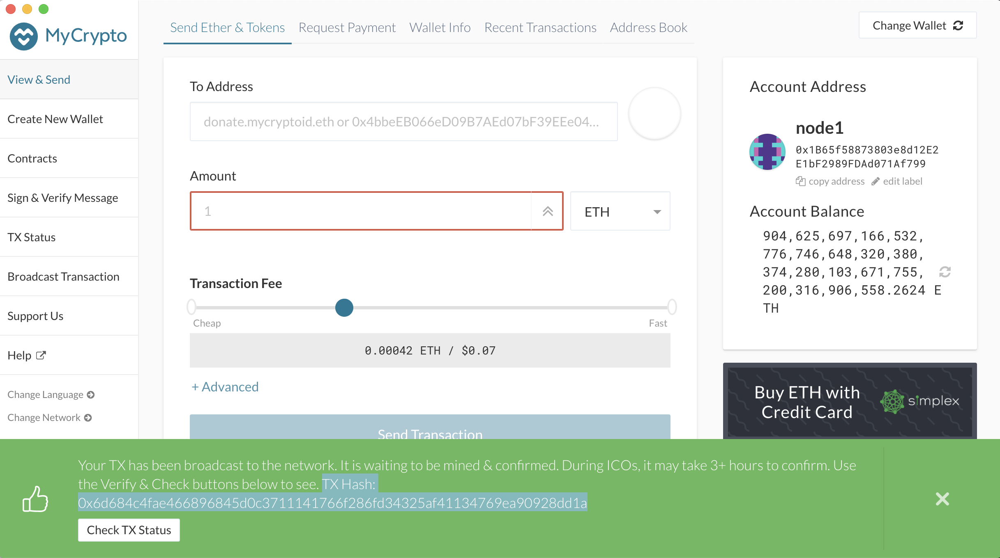 MyCrypto
View & Send
Create New Wallet
Contracts
Sign & Verify Message
TX Status
Broadcast Transaction
Support Us
Help
Change Language
Change Network
Send Ether & Tokens
Request Payment
Wallet Info
Recent Transactions
Address Book
Change Wallet
To Address
donate.mycryptoid.eth or 0x4bbeEB066eD09B7AEd07bF39EEe04...
Amount
1
ETH
Transaction Fee
Cheap
Fast
0.00042 ETH / $0.07
+ Advanced
Send Transaction
Account Address
node1
0x1B65f58873803e8d12E2
E1bF2989FDAd071Af799
copy address
edit label
Account Balance
904,625,697,166,532,
776,746,648,320,380,
374,280,103,671,755,
200,316,906,558.2624 E
TH
Buy ETH with
Credit Card
simplex
Your TX has been broadcast to the network. It is waiting to be mined & confirmed. During ICOs, it may take 3+ hours to confirm. Use
the Verify & Check buttons below to see. TX Hash:
0x6d684c4fae466896845d0c3711141766f286fd34325af41134769ea90928dd1a
Check TX Status